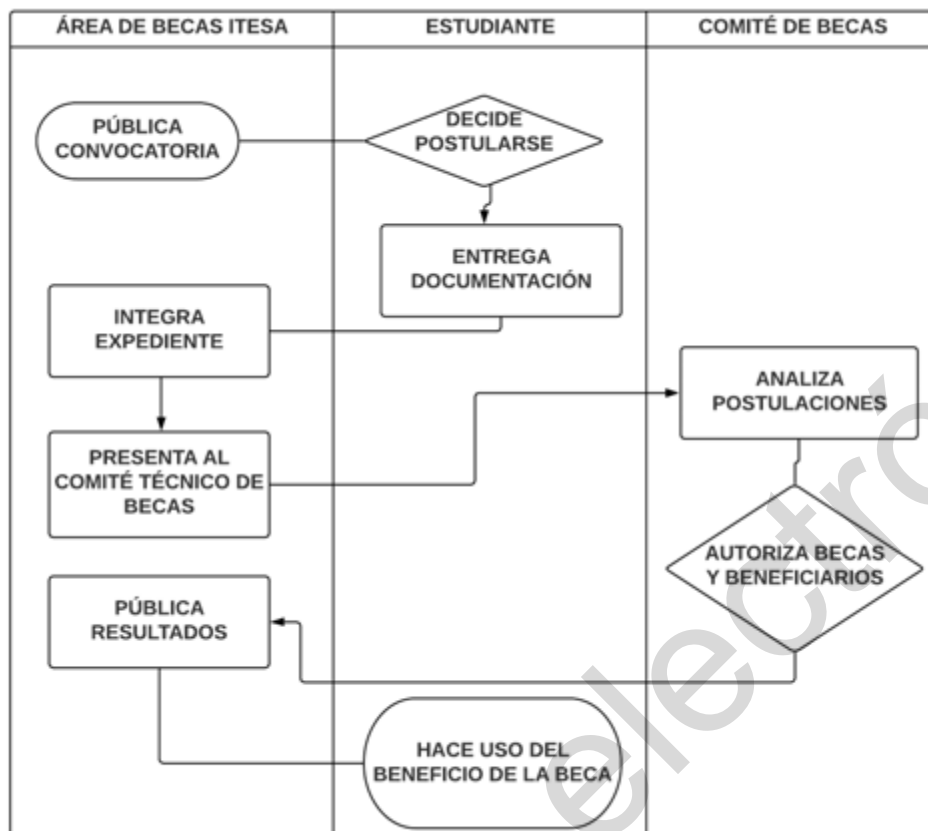 ÁREA DE BECAS ITESA
ESTUDIANTE
COMITÉ DE BECAS
PÚBLICA
CONVOCATORIA
DECIDE
POSTULARSE
ENTREGA
DOCUMENTACIÓN
INTEGRA
EXPEDIENTE
ANALIZA
POSTULACIONES
PRESENTA AL
COMITÉ TÉCNICO DE
BECAS
AUTORIZA BECAS
Y BENEFICIARIOS
PÚBLICA
RESULTADOS
HACE USO DEL
BENEFICIO DE LA BECA
electró